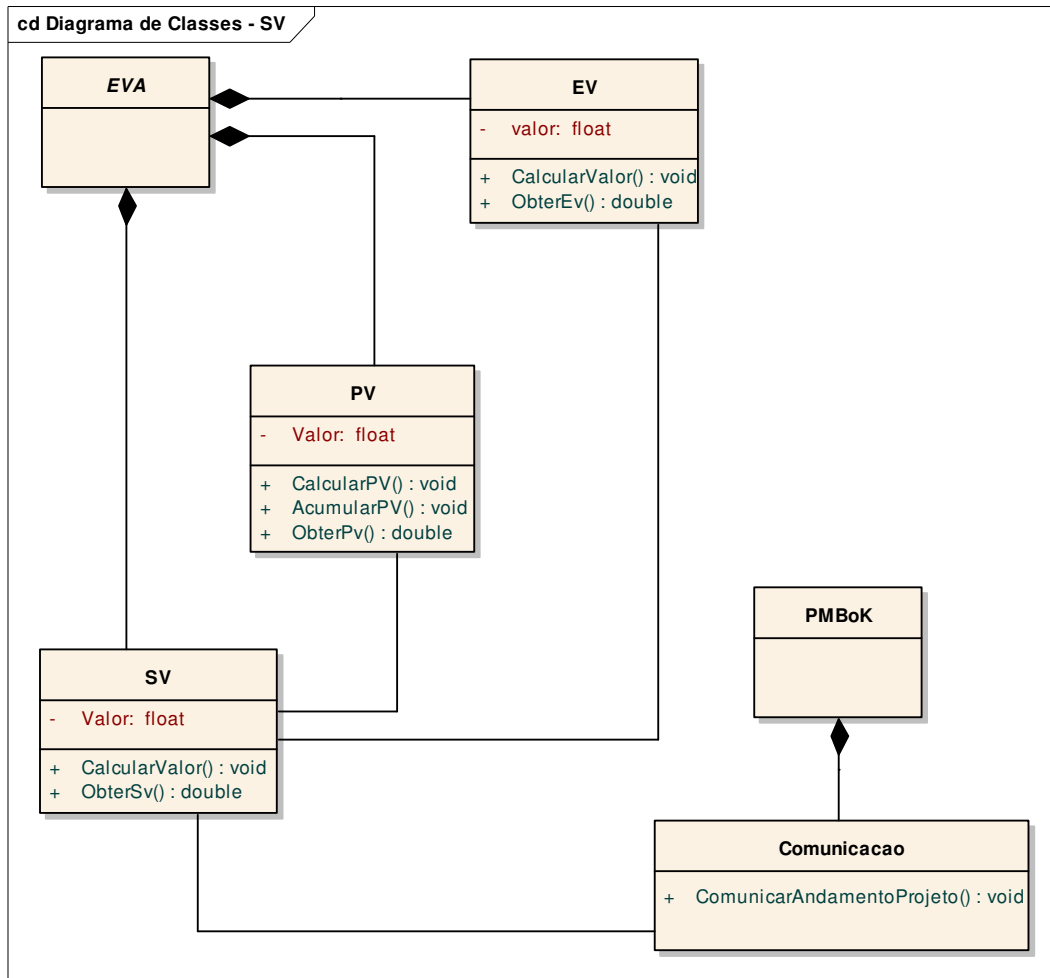 cd Diagrama de Classes - SV
EVA
EV
- valor: float
+ CalcularValor() : void
+ ObterEv() : double
PV
- Valor: float
+ CalcularPV() : void
+ AcumularPV() : void
+ ObterPv() : double
SV
- Valor: float
+ CalcularValor() : void
+ ObterSv() : double
PMBoK
Comunicacao
+ ComunicarAndamentoProjeto() : void